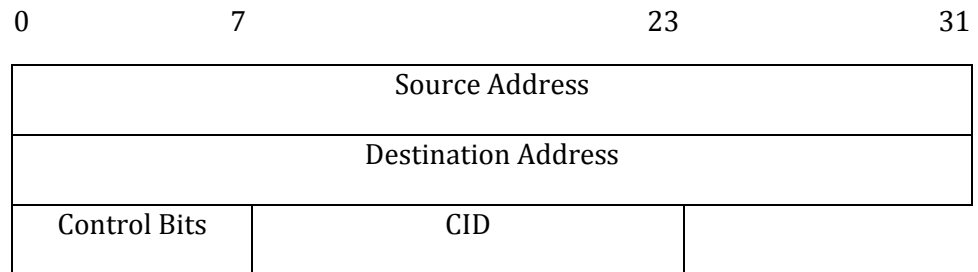 0 7 23 31
Source Address
Destination Address
Control Bits CID